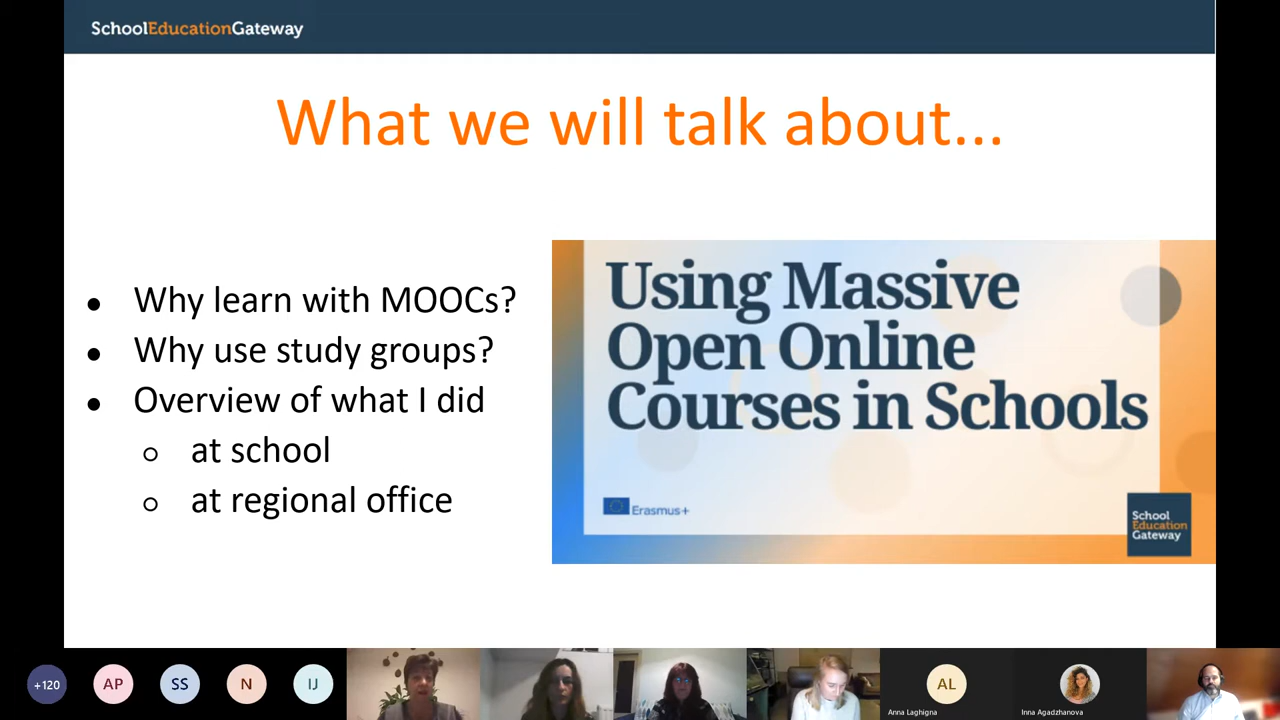 SchoolEducationGateway
What we will talk about...
● Why learn with MOOCs?
● Why use study groups?
● Overview of what I did
○ at school
○ at regional office
Using Massive
Open Online
Courses in Schools
Erasmus+
School
Education
Gateway
+120
AP
SS
N
IJ
AL
Anna Laghigna
Inna Agadzhanova